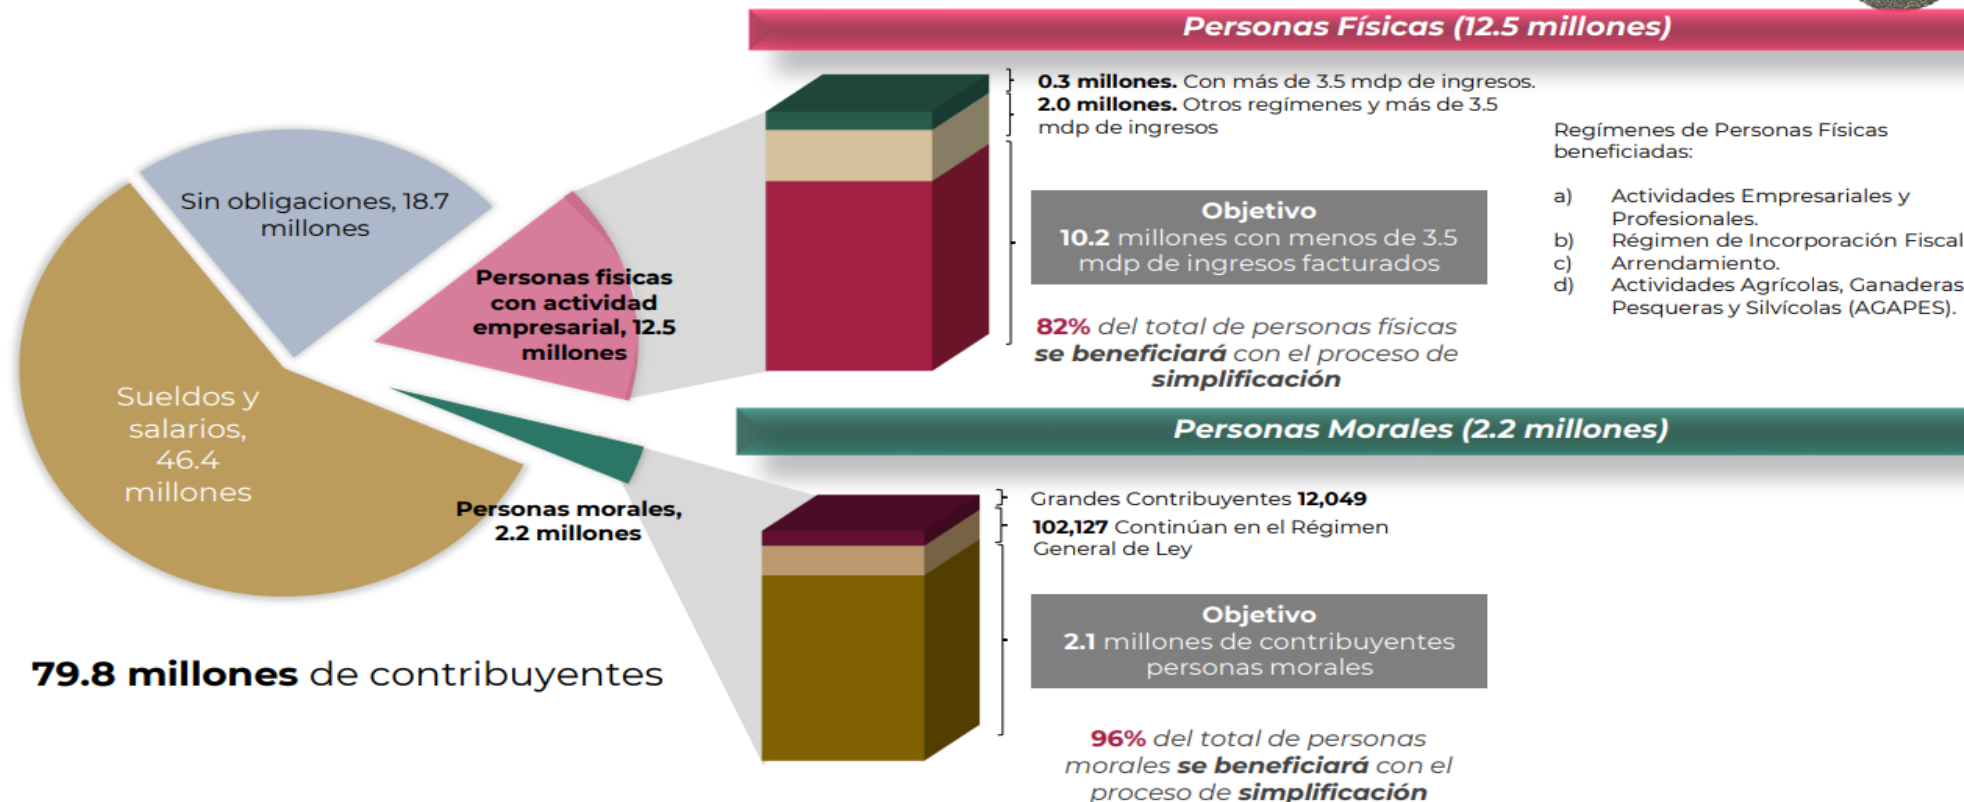 Personas Físicas (12.5 millones)
0.3 millones. Con más de 3.5 mdp de ingresos.
2.0 millones. Otros regímenes y más de 3.5
mdp de ingresos
Regímenes de Personas Físicas
beneficiadas:
a) Actividades Empresariales y
Profesionales.
b) Régimen de Incorporación Fiscal
c) Arrendamiento.
d) Actividades Agrícolas, Ganaderas
Pesqueras y Silvícolas (AGAPES).
Objetivo
10.2 millones con menos de 3.5
mdp de ingresos facturados
82% del total de personas físicas
se beneficiará con el proceso de
simplificación
Sin obligaciones, 18.7
millones
Personas fisicas
con actividad
empresarial, 12.5
millones
Sueldos y
salarios,
46.4
millones
Personas morales,
2.2 millones
79.8 millones de contribuyentes
Personas Morales (2.2 millones)
Grandes Contribuyentes 12,049
102,127 Continúan en el Régimen
General de Ley
Objetivo
2.1 millones de contribuyentes
personas morales
96% del total de personas
morales se beneficiará con el
proceso de simplificación